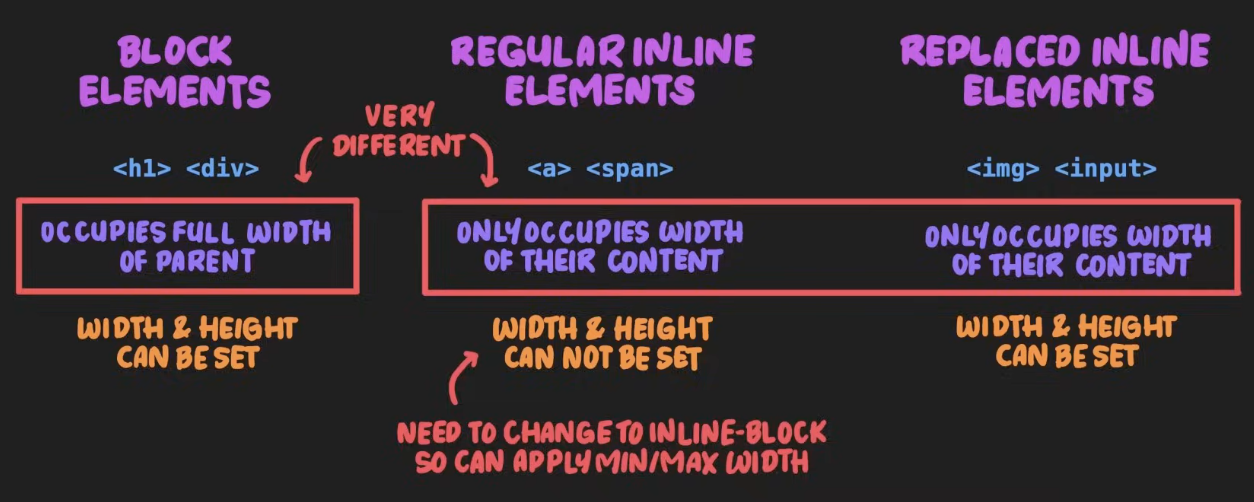 BLOCK
ELEMENTS
<h1> <div>
OCCUPIES FULL WIDTH
OF PARENT
WIDTH & HEIGHT
CAN BE SET
VERY
DIFFERENT
REGULAR INLINE
ELEMENTS
<a> <span>
ONLY OCCUPIES WIDTH
OF THEIR CONTENT
WIDTH & HEIGHT
CAN NOT BE SET
NEED TO CHANGE TO INLINE-BLOCK
SO CAN APPLY MIN/MAX WIDTH
REPLACED INLINE
ELEMENTS
<img> <input>
ONLY OCCUPIES WIDTH
OF THEIR CONTENT
WIDTH & HEIGHT
CAN BE SET